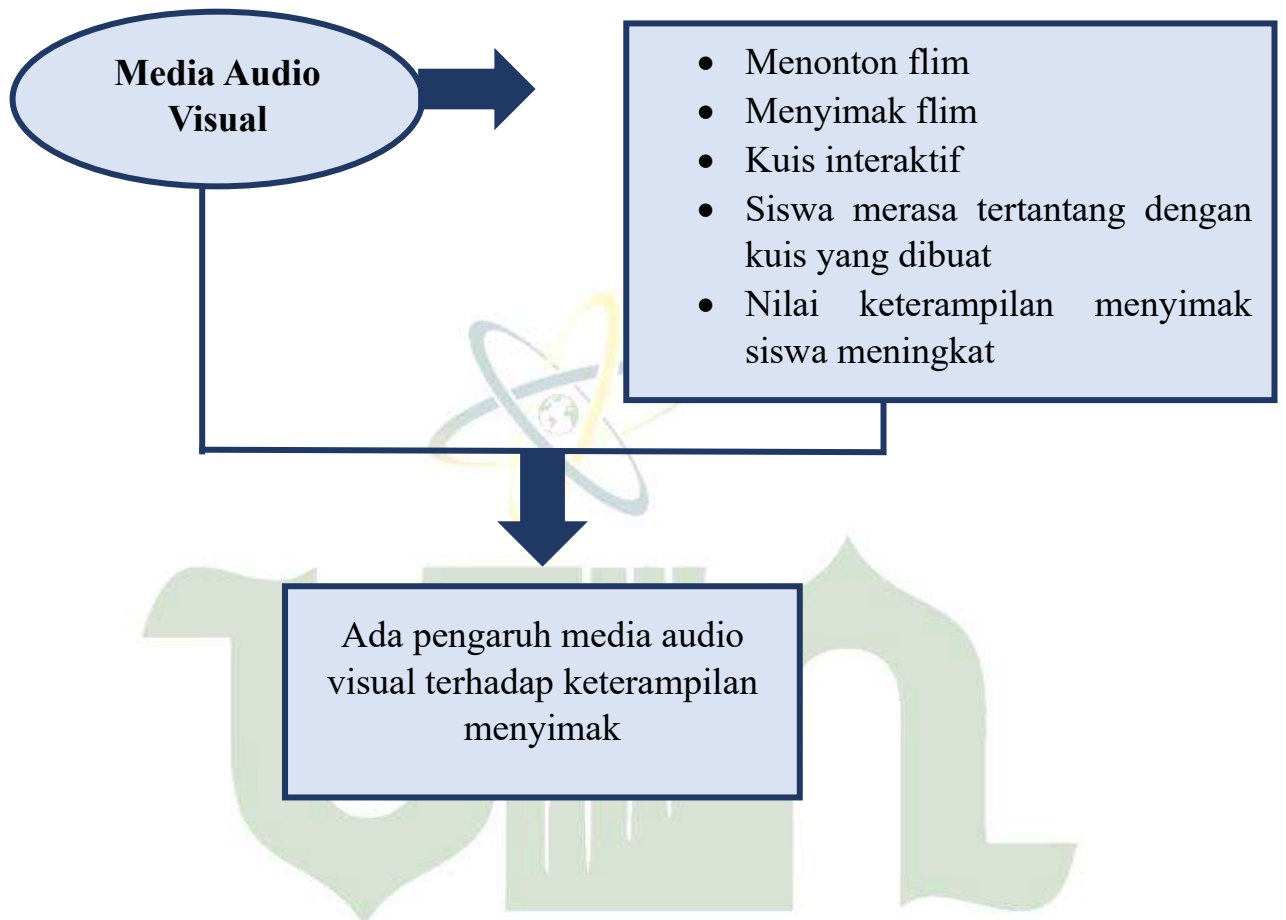 Media Audio
Visual
• Menonton flim
• Menyimak flim
• Kuis interaktif
• Siswa merasa tertantang dengan
kuis yang dibuat
• Nilai keterampilan menyimak
siswa meningkat
Ada pengaruh media audio
visual terhadap keterampilan
menyimak